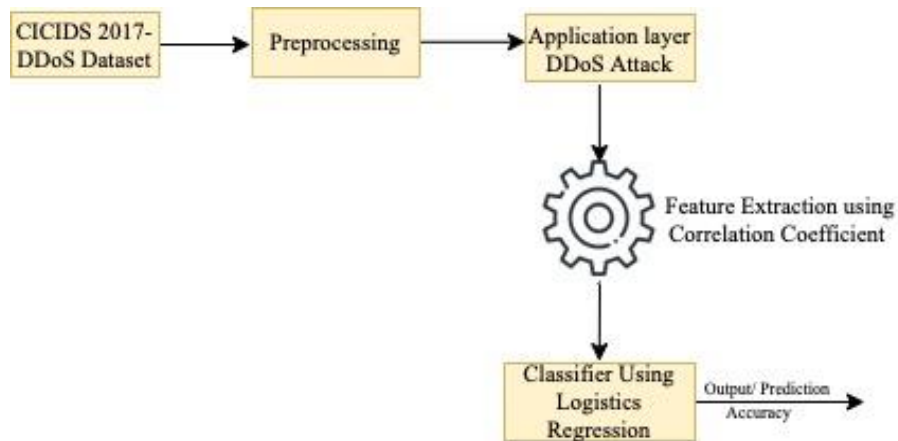 CICIDS 2017-
DDoS Dataset
Preprocessing
Application layer
DDoS Attack
Feature Extraction using
Correlation Coefficient
Classifier Using
Logistics
Regression
Output/ Prediction
Accuracy